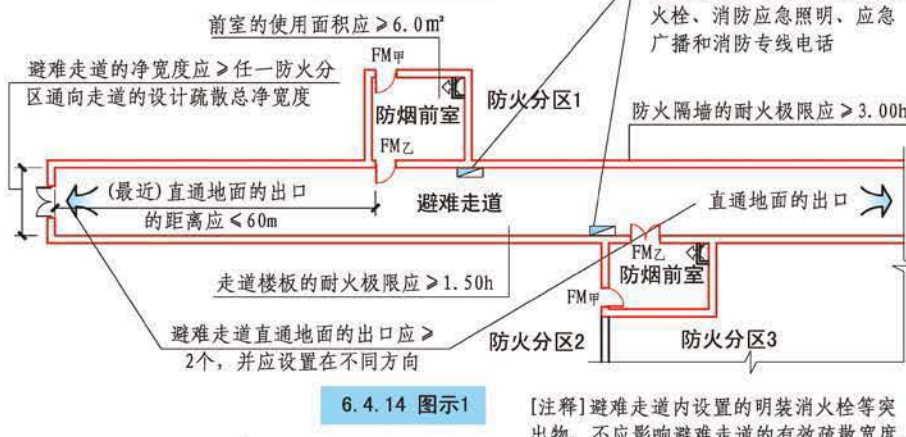 前室的使用面积应≥6.0m²
火栓、消防应急照明、应急
广播和消防专线电话
FM甲
避难走道的净宽度应≥任一防火分
区通向走道的设计疏散总净宽度
防火分区1
防烟前室
防火隔墙的耐火极限应≥3.00h
FM乙
(最近)直通地面的出口
的距离应≤60m
避难走道
直通地面的出口
FM乙
走道楼板的耐火极限应≥1.50h
防烟前室
FM甲
避难走道直通地面的出口应≥
2个，并应设置在不同方向
防火分区2
防火分区3
6.4.14 图示1
[注释]避难走道内设置的明装消火栓等突
出物，不应影响避难走道的有效疏散宽度